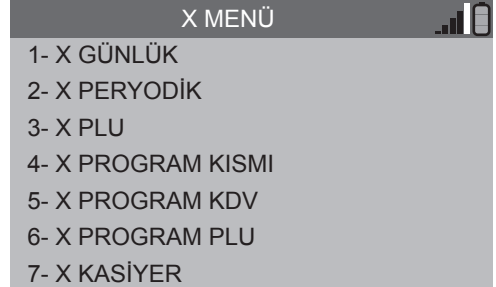 X MENÜ
1- X GÜNLÜK
2- X PERYODİK
3- X PLU
4- X PROGRAM KISMI
5- X PROGRAM KDV
6- X PROGRAM PLU
7- X KASİYER